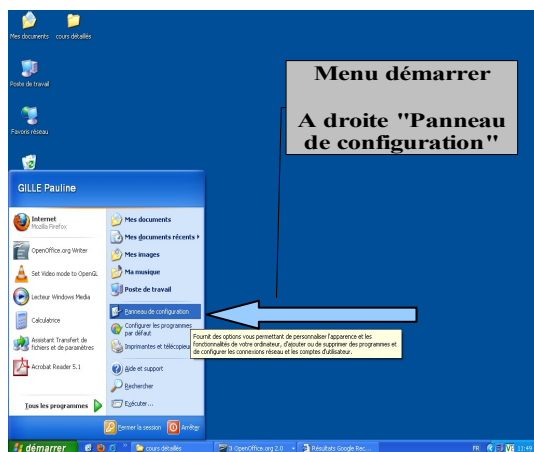 Mes documents
cours détaillés
Poste de travail
Favoris réseau
Menu démarrer
A droite "Panneau
de configuration"
GILLE Pauline
Internet
Mozilla Firefox
OpenOffice.org Writer
Set Video mode to OpenGL
Lecteur Windows Media
Calculatrice
Assistant Transfert de
fichiers et de paramètres
Acrobat Reader 5.1
Tous les programmes
Mes documents
Mes documents récents
Mes images
Ma musique
Poste de travail
Panneau de configuration
Configurer les programmes
par défaut
Imprimantes et télécopieurs
Aide et support
Rechercher
Exécuter...
Fournit des options vous permettant de personnaliser l'apparence et les
fonctionnalités de votre ordinateur, d'ajouter ou de supprimer des programmes et
de configurer les connexions réseau et les comptes d'utilisateur.
Fermer la session
Arrêter
démarrer
cours détaillés
3 OpenOffice.org 2.0
Résultats Google Rec...
FR
11:49